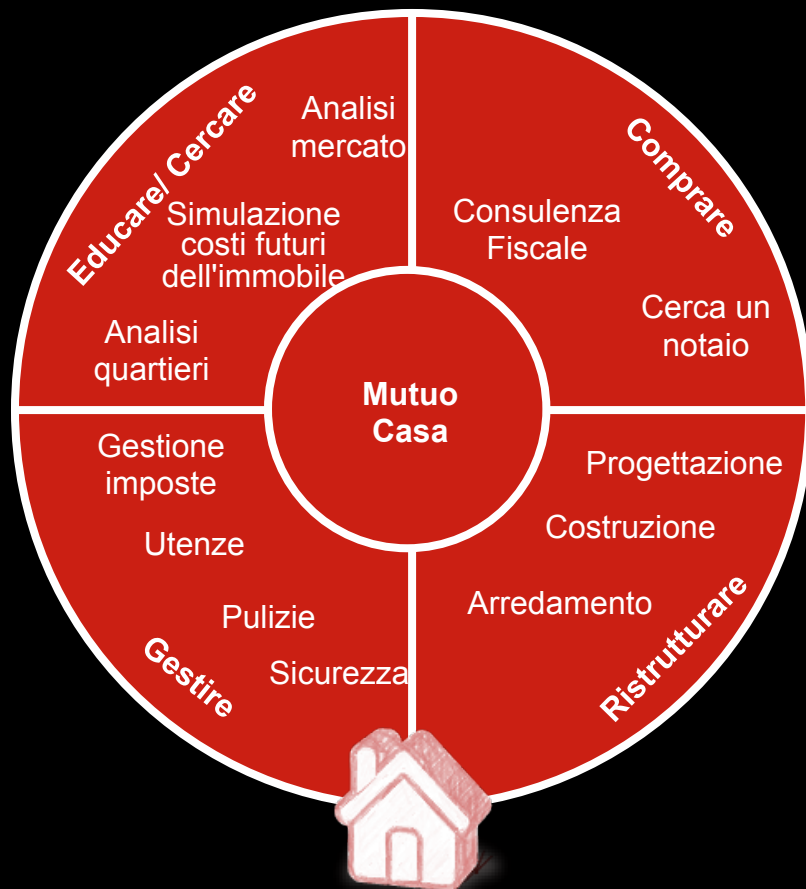 Educare/ Cercare
Analisi
mercato
Simulazione
costi futuri
dell'immobile
Analisi
quartieri
Comprare
Consulenza
Fiscale
Cerca un
notaio
Mutuo
Casa
Gestione
imposte
Utenze
Pulizie
Sicurezza
Gestire
Progettazione
Costruzione
Arredamento
Ristrutturare